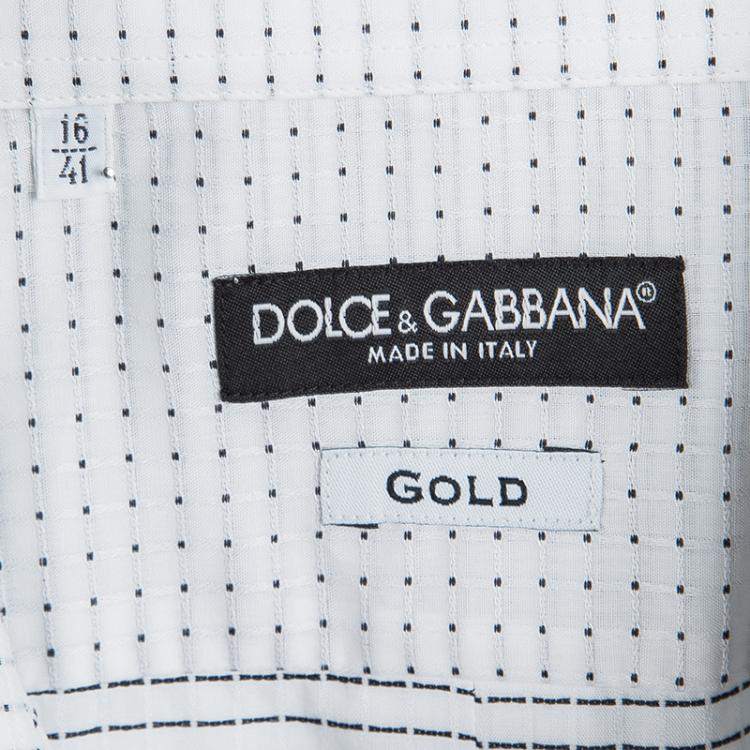 16
41
DOLCE & GABBANA®
MADE IN ITALY
GOLD